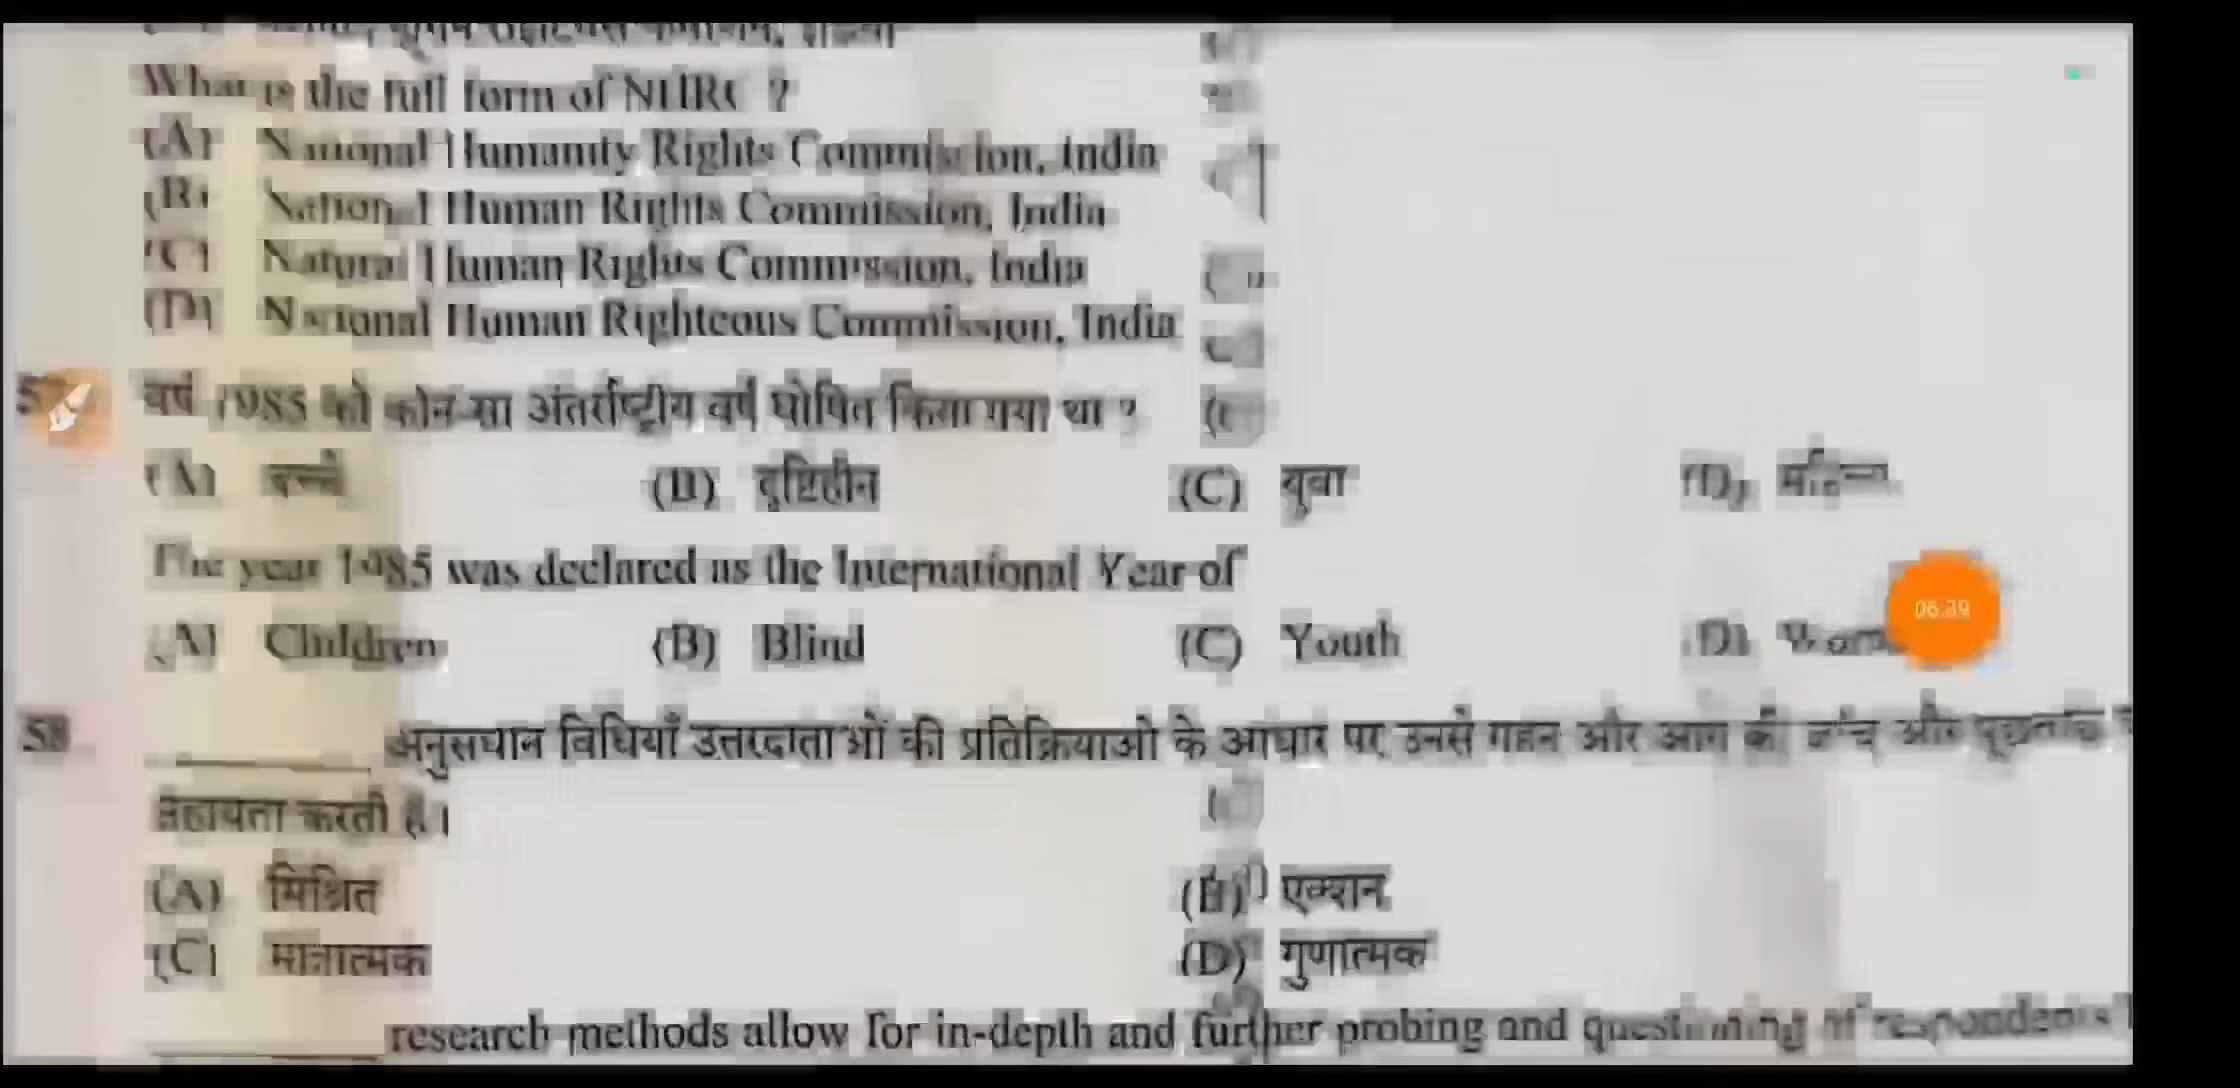 What is the full form of NHRC ?
(A) National Humanity Rights Commission, India
(B) National Human Rights Commission, India
(C) Natural Human Rights Commission, India
(D) National Human Righteous Commission, India
57 वर्ष 1985 को कौन-सा अंतर्राष्ट्रीय वर्ष घोषित किया गया था ?
(A) बच्चे (B) दृष्टिहीन (C) युवा (D)
The year 1985 was declared as the International Year of
(A) Children (B) Blind (C) Youth (D)
06:39
58 अनुसंधान विधियाँ उत्तरदाताओं की प्रतिक्रियाओं के आधार पर उनसे गहन और आगे की जाँच और पूछताछ
सहायता करती हैं।
(A) मिश्रित (B) एक्शन
(C) मात्रात्मक (D) गुणात्मक
research methods allow for in-depth and further probing and questioning of respondents